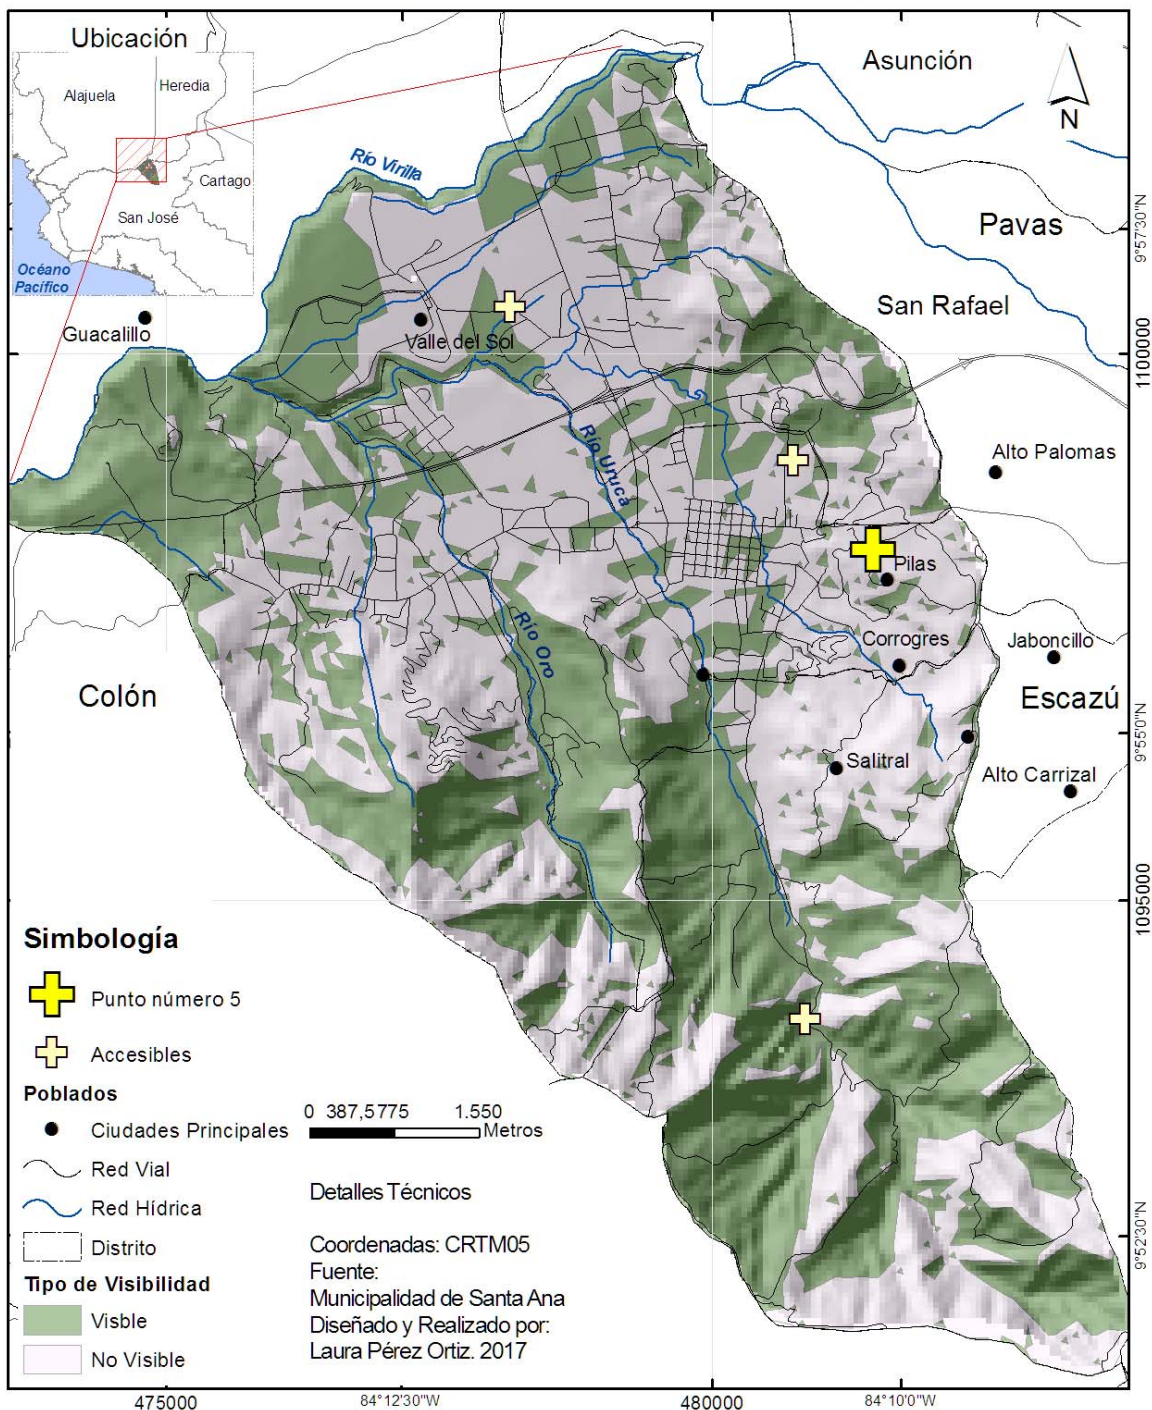 Ubicación
Alajuela
Heredia
Cartago
San José
Océano
Pacífico
Asunción
N
Río Virilla
Pavas
9°57'30"N
San Rafael
Guacalillo
Valle del Sol
1100000
Río Uruca
Alto Palomas
Pilas
Río Oro
Corrogres
Jaboncillo
Colón
Escazú
9°55'0"N
Salitral
Alto Carrizal
1095000
Simbología
Punto número 5
Accesibles
Poblados
Ciudades Principales
Red Vial
Red Hídrica
Distrito
Tipo de Visibilidad
Visble
No Visible
0 387,5775 1.550
Metros
Detalles Técnicos
Coordenadas: CRTM05
Fuente:
Municipalidad de Santa Ana
Diseñado y Realizado por:
Laura Pérez Ortiz. 2017
9°52'30"N
475000
84°12'30"W
480000
84°10'0"W